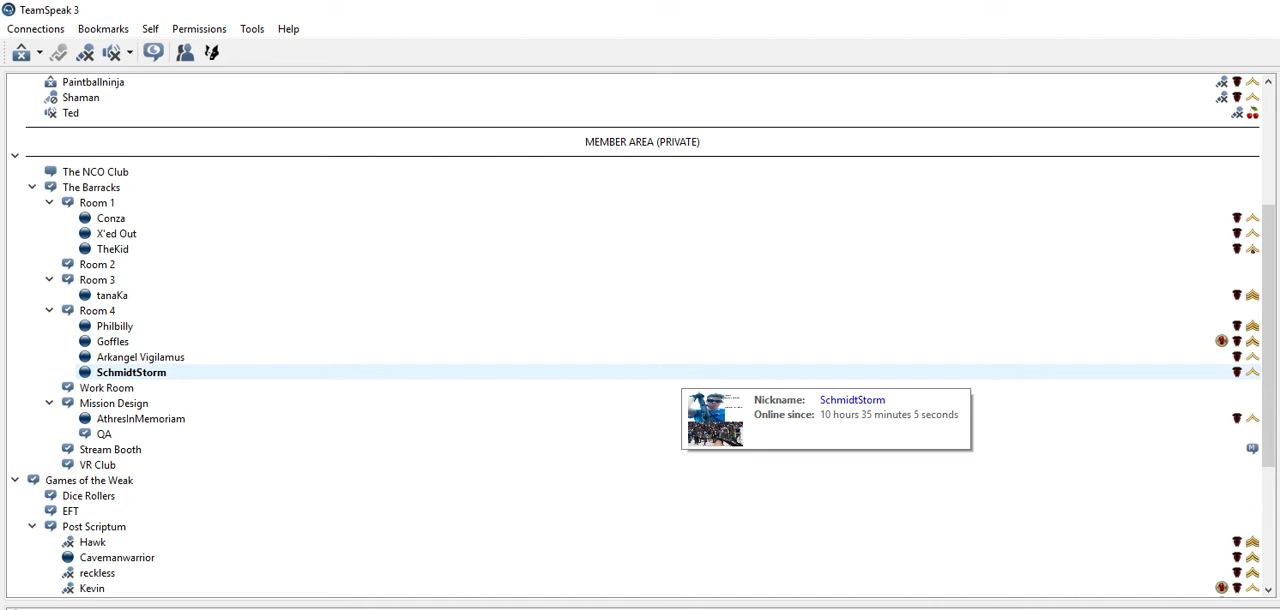 TeamSpeak 3
Connections Bookmarks Self Permissions Tools Help
Paintballninja
Shaman
Ted
MEMBER AREA (PRIVATE)
The NCO Club
The Barracks
Room 1
Conza
X'ed Out
TheKid
Room 2
Room 3
tanaKa
Room 4
Philbilly
Goffles
Arkangel Vigilamus
SchmidtStorm
Work Room
Nickname: SchmidtStorm
Online since: 10 hours 35 minutes 5 seconds
Mission Design
AthresInMemoriam
QA
Stream Booth
M
VR Club
Games of the Weak
Dice Rollers
EFT
Post Scriptum
Hawk
Cavemanwarrior
reckless
Kevin